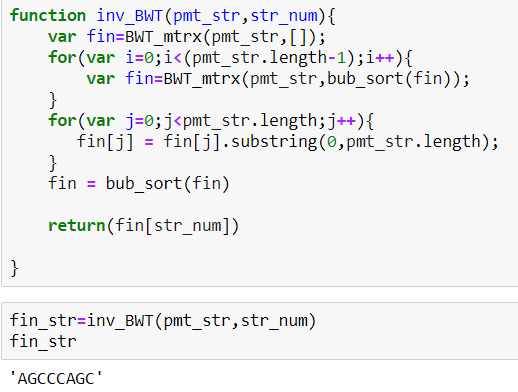 function inv_BWT(pmt_str,str_num){
    var fin=BWT_mtrx(pmt_str,[]);
    for(var i=0;i<(pmt_str.length-1);i++){
        var fin=BWT_mtrx(pmt_str,bub_sort(fin));
    }
    for(var j=0;j<pmt_str.length;j++){
       fin[j] = fin[j].substring(0,pmt_str.length);
    }
    fin = bub_sort(fin)
    return(fin[str_num])
}
fin_str=inv_BWT(pmt_str,str_num)
fin_str
'AGCCCAGC'